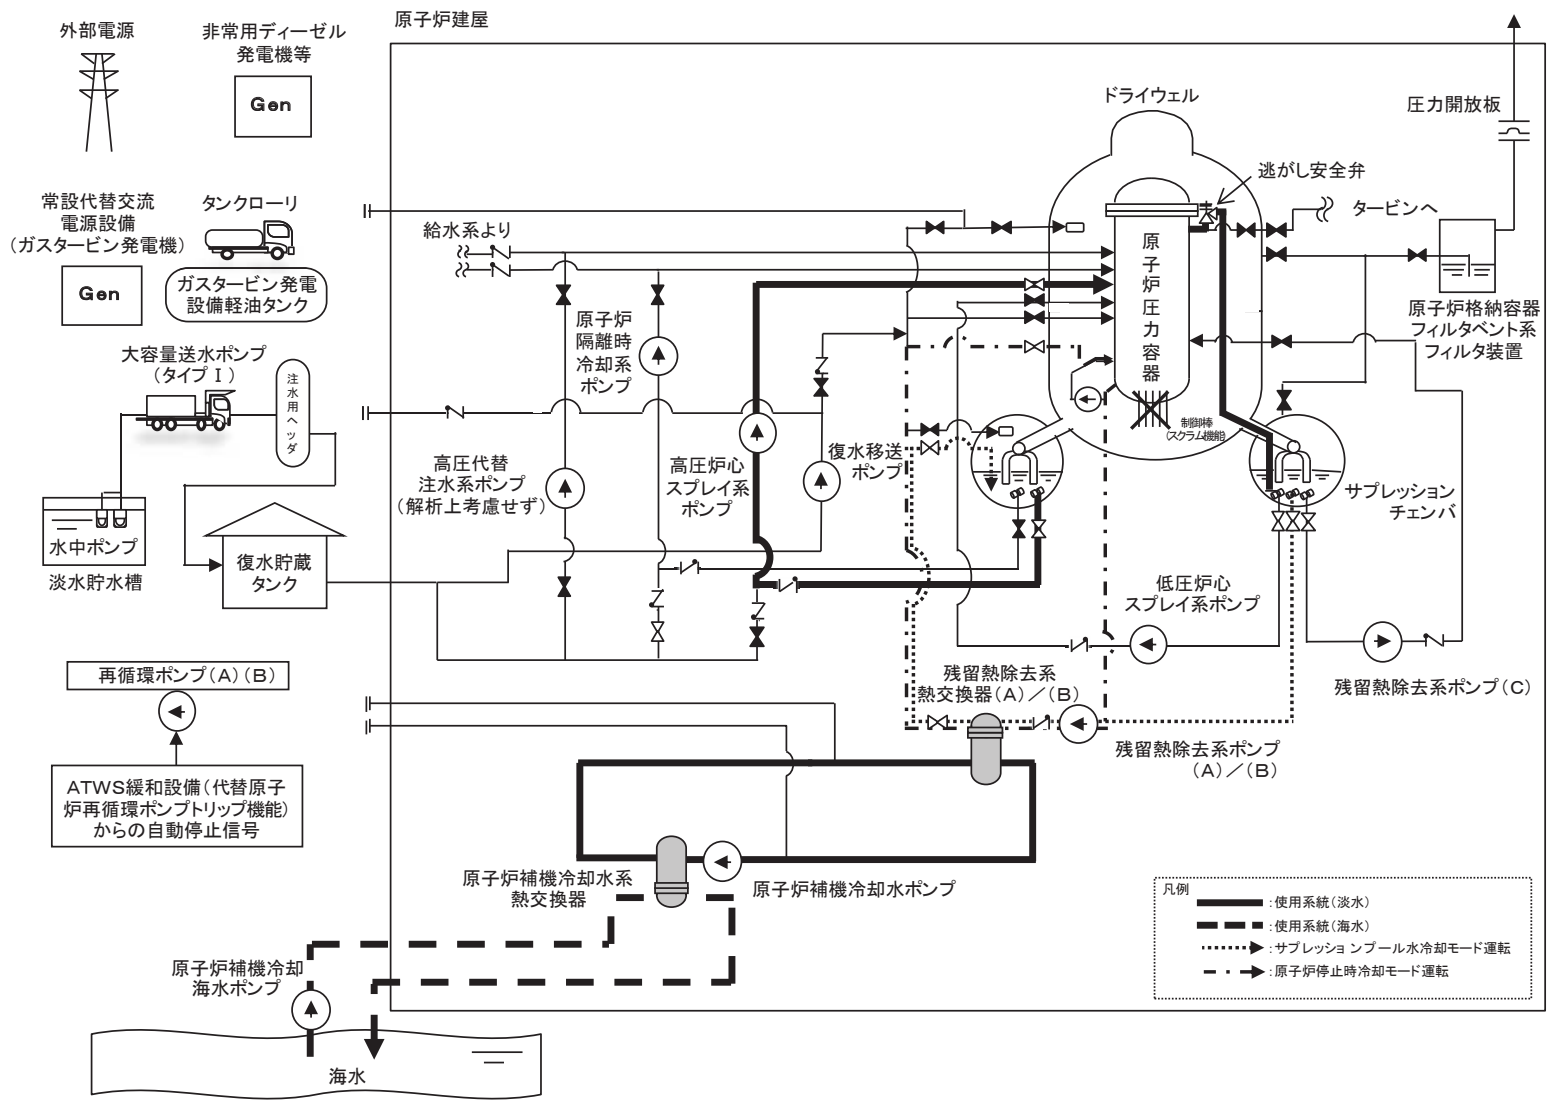 原子炉建屋
外部電源
非常用ディーゼル
発電機等
Gen
ドライウェル
圧力開放板
逃がし安全弁
タービンへ
常設代替交流
電源設備
(ガスタービン発電機)
Gen
タンクローリ
ガスタービン発電
設備軽油タンク
給水系より
原子炉圧力容器
原子炉格納容器
フィルタベント系
フィルタ装置
原子炉
隔離時
冷却系
ポンプ
大容量送水ポンプ
(タイプⅠ)
注水用ヘッダ
制御棒
(スクラム機能)
高圧代替
注水系ポンプ
(解析上考慮せず)
高圧炉心
スプレイ系
ポンプ
復水移送
ポンプ
サプレッション
チェンバ
水中ポンプ
淡水貯水槽
復水貯蔵
タンク
低圧炉心
スプレイ系ポンプ
再循環ポンプ(A)(B)
残留熱除去系
熱交換器(A)/(B)
残留熱除去系ポンプ(C)
残留熱除去系ポンプ
(A)/(B)
ATWS緩和設備(代替原子
炉再循環ポンプトリップ機能)
からの自動停止信号
原子炉補機冷却水系
熱交換器
原子炉補機冷却水ポンプ
原子炉補機冷却
海水ポンプ
海水
凡例
:使用系統(淡水)
:使用系統(海水)
:サプレッションプール水冷却モード運転
:原子炉停止時冷却モード運転